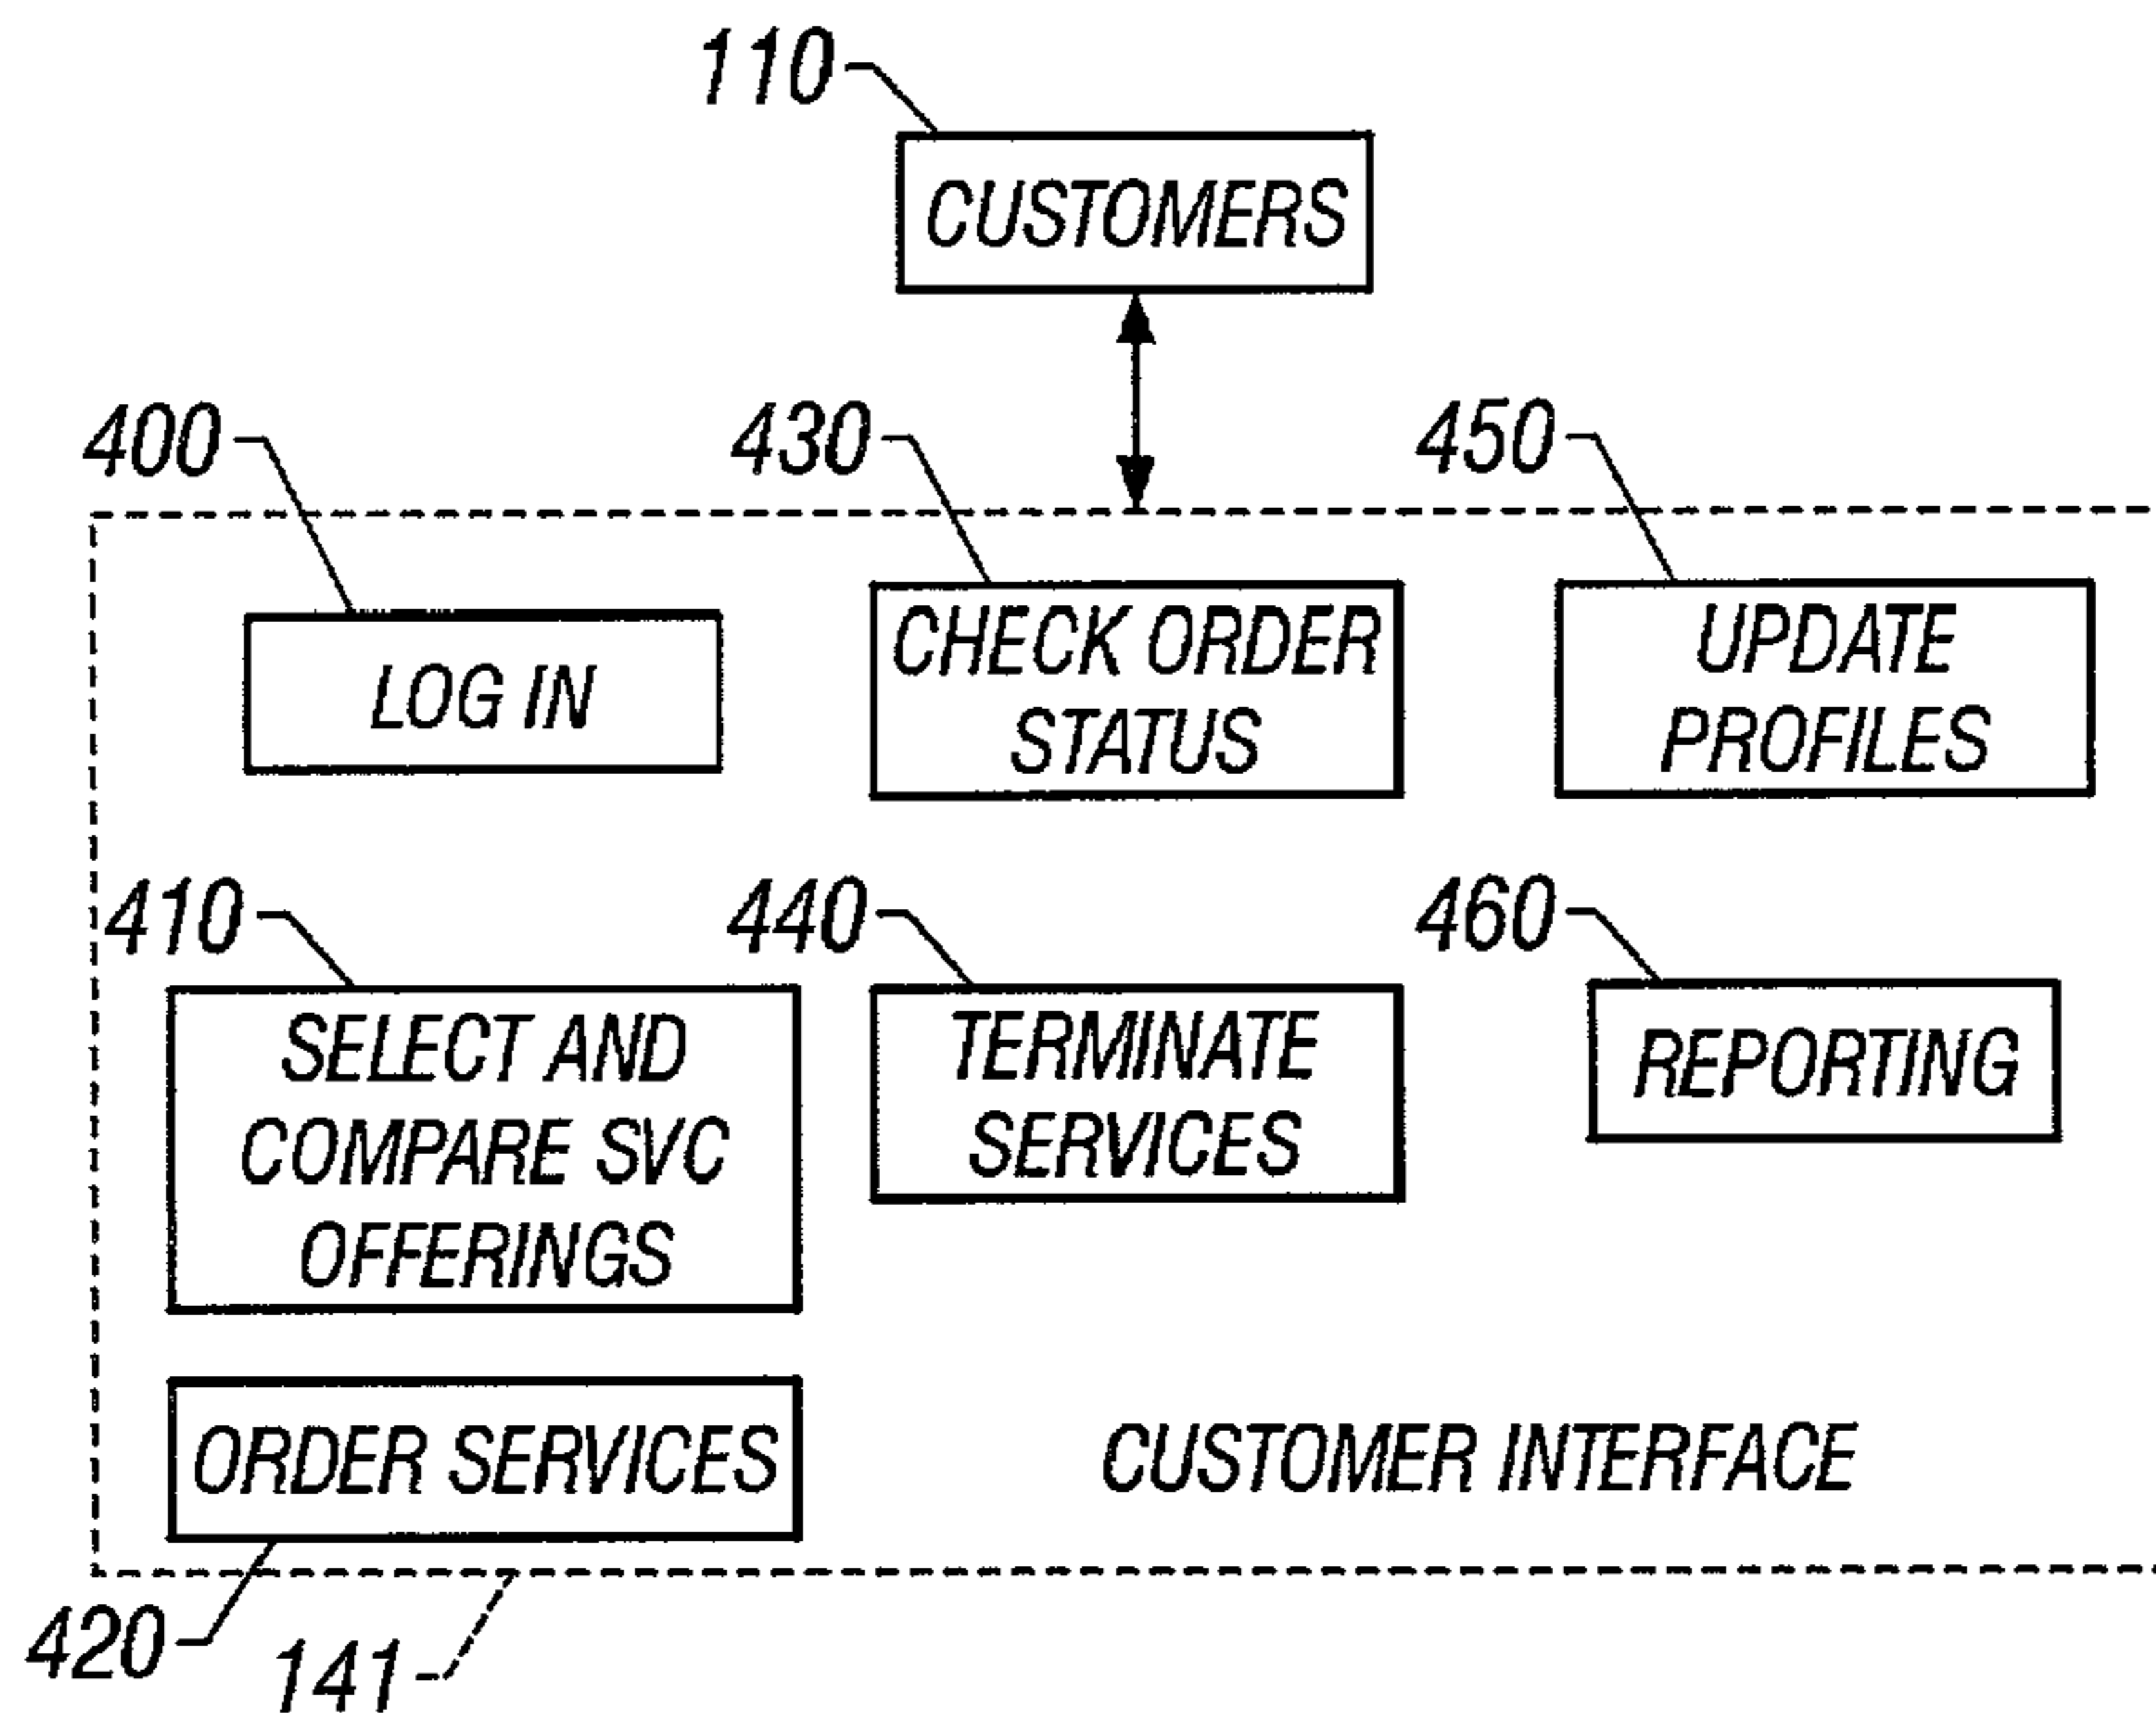 110
CUSTOMERS
400
430
450
LOG IN
CHECK ORDER
STATUS
UPDATE
PROFILES
410
440
460
SELECT AND
COMPARE SVC
OFFERINGS
TERMINATE
SERVICES
REPORTING
ORDER SERVICES
CUSTOMER INTERFACE
420
141